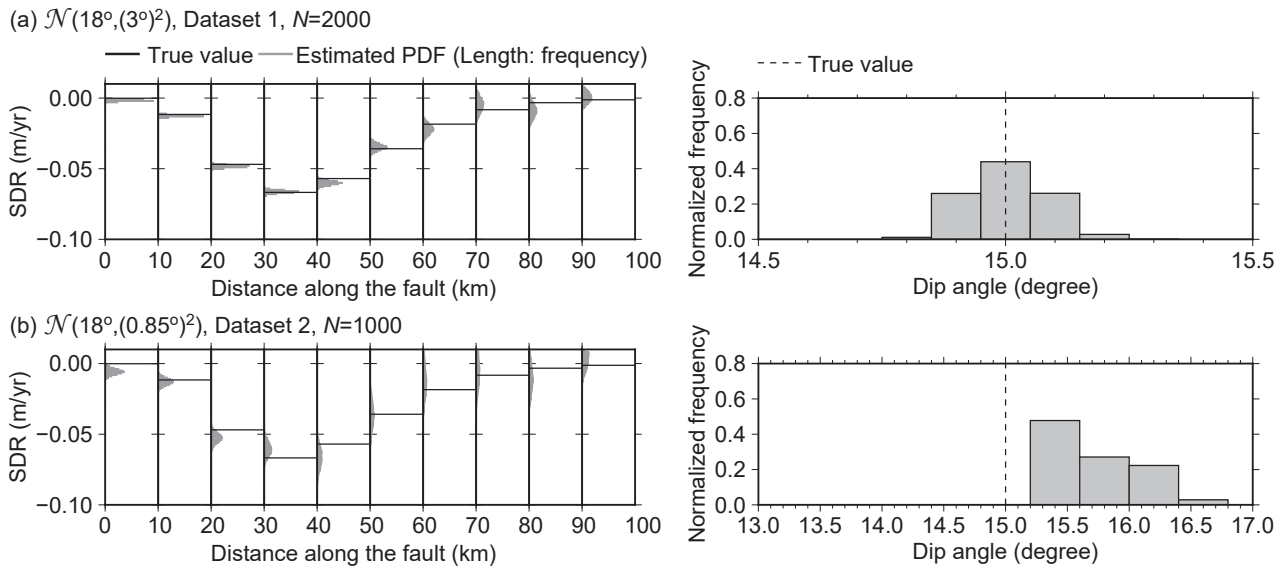 (a) 𝒩(18°,(3°)²), Dataset 1, N=2000
True value Estimated PDF (Length: frequency)
True value
SDR (m/yr)
0.00
−0.05
−0.10
0 10 20 30 40 50 60 70 80 90 100
Distance along the fault (km)
Normalized frequency
0.8
0.6
0.4
0.2
0.0
14.5 15.0 15.5
Dip angle (degree)
(b) 𝒩(18°,(0.85°)²), Dataset 2, N=1000
SDR (m/yr)
0.00
−0.05
−0.10
0 10 20 30 40 50 60 70 80 90 100
Distance along the fault (km)
Normalized frequency
0.8
0.6
0.4
0.2
0.0
13.0 13.5 14.0 14.5 15.0 15.5 16.0 16.5 17.0
Dip angle (degree)